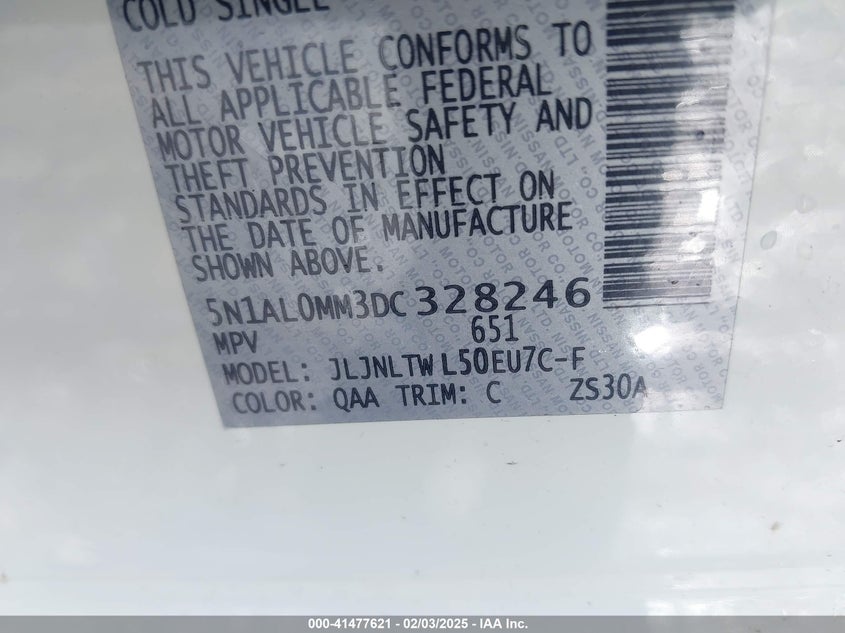 COLD SINGLE
THIS VEHICLE CONFORMS TO
ALL APPLICABLE FEDERAL
MOTOR VEHICLE SAFETY AND
THEFT PREVENTION
STANDARDS IN EFFECT ON
THE DATE OF MANUFACTURE
SHOWN ABOVE.
5N1AL0MM3DC328246
MPV 651
MODEL: JLJNLTW L50EU7C-F
COLOR: QAA TRIM: C ZS30A
000-41477621 - 02/03/2025 - IAA Inc.